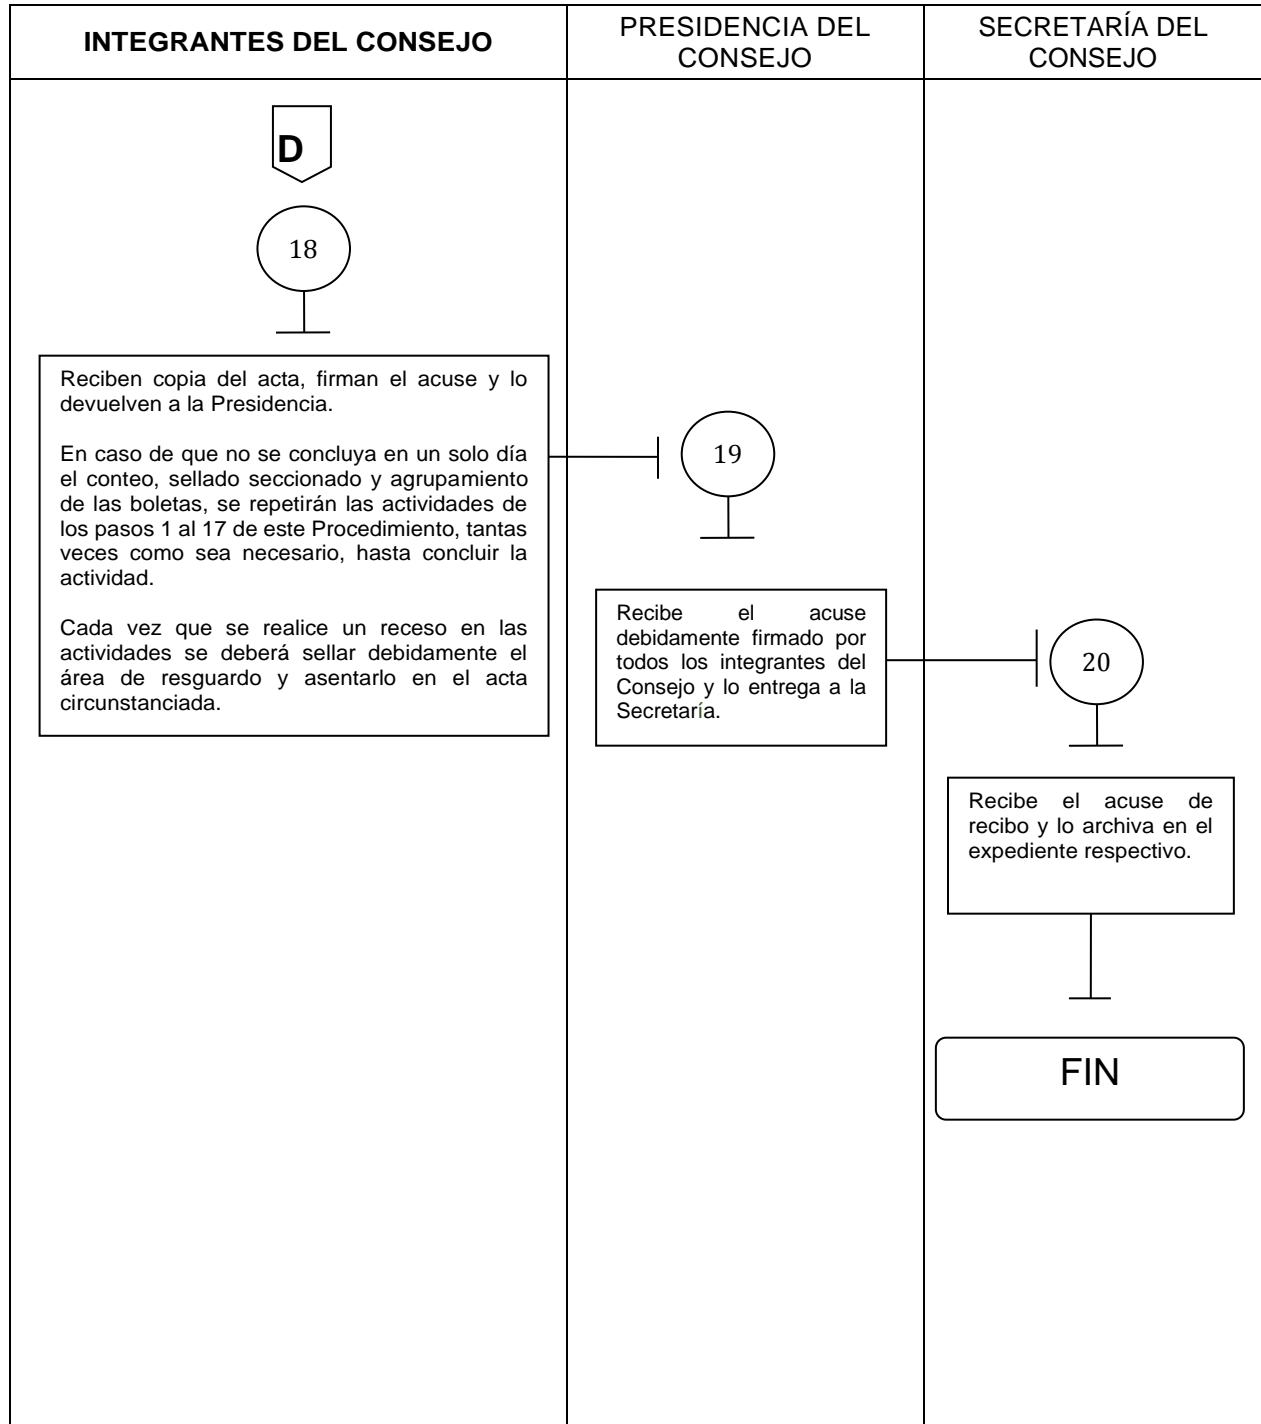 INTEGRANTES DEL CONSEJO
PRESIDENCIA DEL
CONSEJO
SECRETARÍA DEL
CONSEJO
D
18
Reciben copia del acta, firman el acuse y lo
devuelven a la Presidencia.
En caso de que no se concluya en un solo día
el conteo, sellado seccionado y agrupamiento
de las boletas, se repetirán las actividades de
los pasos 1 al 17 de este Procedimiento, tantas
veces como sea necesario, hasta concluir la
actividad.
Cada vez que se realice un receso en las
actividades se deberá sellar debidamente el
área de resguardo y asentarlo en el acta
circunstanciada.
19
Recibe el acuse
debidamente firmado por
todos los integrantes del
Consejo y lo entrega a la
Secretaría.
20
Recibe el acuse de
recibo y lo archiva en el
expediente respectivo.
FIN